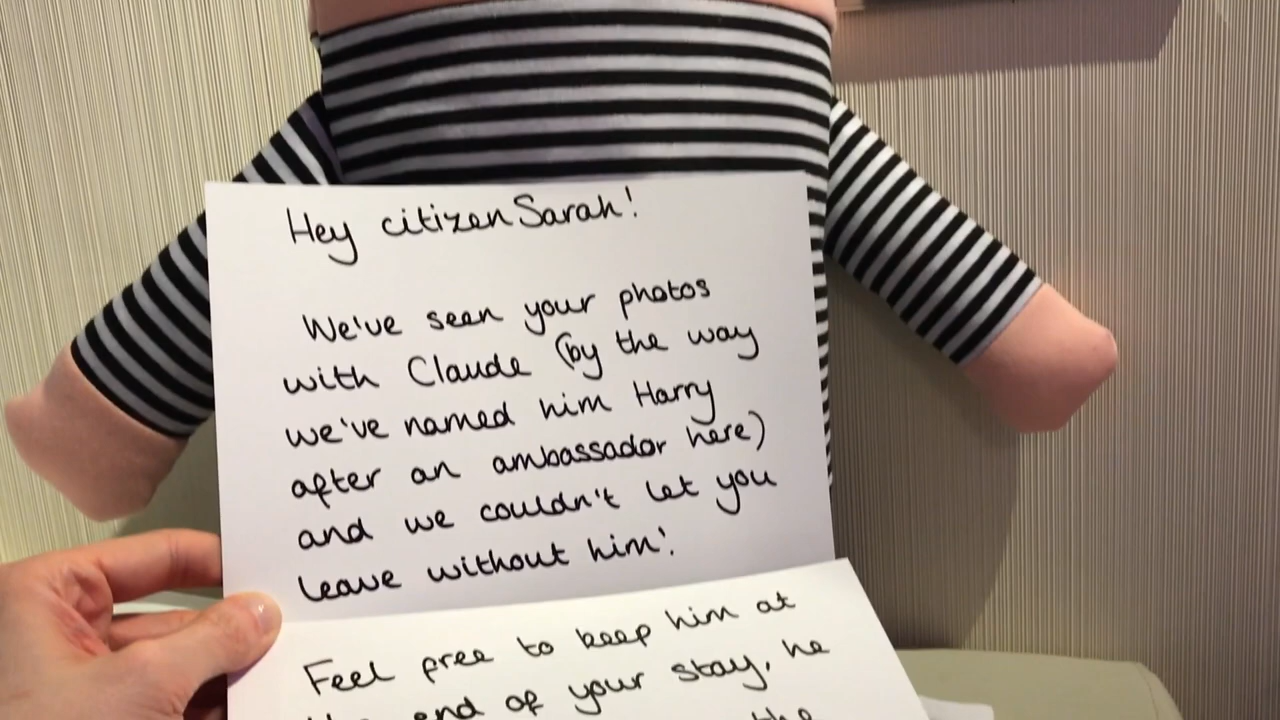 Hey citizenSarah!
We've seen your photos
with Claude (by the way
we've named him Harry
after an ambassador here)
and we couldn't let you
leave without him!
Feel free to keep him at
the end of your stay, he
the